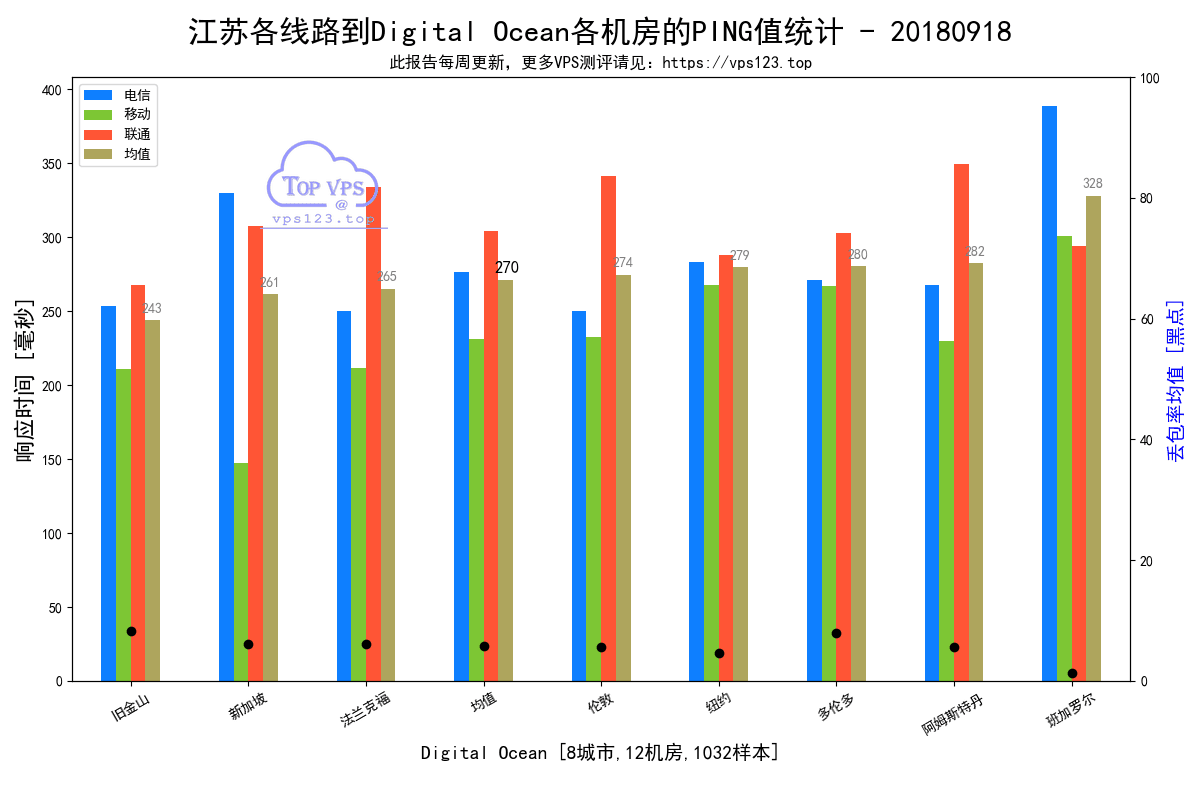 江苏各线路到Digital Ocean各机房的PING值统计 - 20180918
此报告每周更新，更多VPS测评请见：https://vps123.top
电信
移动
联通
均值
TOP VPS
@
vps123.top
400
350
300
250
200
150
100
50
0
响应时间 [毫秒]
243
261
265
270
274
279
280
282
328
100
80
60
40
20
0
丢包率均值 [黑点]
旧金山
新加坡
法兰克福
均值
伦敦
纽约
多伦多
阿姆斯特丹
班加罗尔
Digital Ocean [8城市,12机房,1032样本]